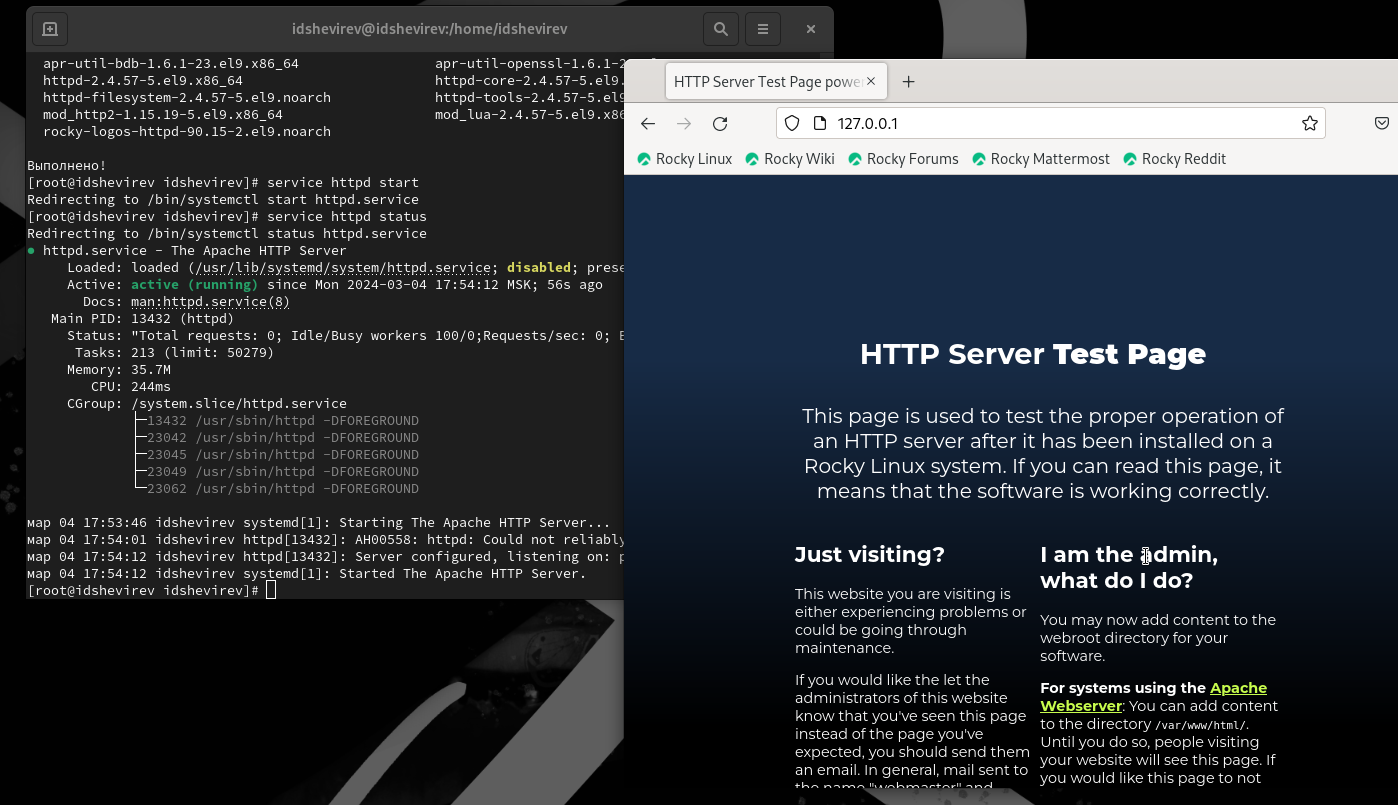 idshevirev@idshevirev:/home/idshevirev
apr-util-bdb-1.6.1-23.el9.x86_64 apr-util-openssl-1.6.1-2
httpd-2.4.57-5.el9.x86_64 httpd-core-2.4.57-5.el9.
httpd-filesystem-2.4.57-5.el9.noarch httpd-tools-2.4.57-5.el9
mod_http2-1.15.19-5.el9.x86_64 mod_lua-2.4.57-5.el9.x86
rocky-logos-httpd-90.15-2.el9.noarch
Выполнено!
[root@idshevirev idshevirev]# service httpd start
Redirecting to /bin/systemctl start httpd.service
[root@idshevirev idshevirev]# service httpd status
Redirecting to /bin/systemctl status httpd.service
● httpd.service - The Apache HTTP Server
Loaded: loaded (/usr/lib/systemd/system/httpd.service; disabled; prese
Active: active (running) since Mon 2024-03-04 17:54:12 MSK; 56s ago
Docs: man:httpd.service(8)
Main PID: 13432 (httpd)
Status: "Total requests: 0; Idle/Busy workers 100/0;Requests/sec: 0;
Tasks: 213 (limit: 50279)
Memory: 35.7M
CPU: 244ms
CGroup: /system.slice/httpd.service
├─13432 /usr/sbin/httpd -DFOREGROUND
├─23042 /usr/sbin/httpd -DFOREGROUND
├─23045 /usr/sbin/httpd -DFOREGROUND
├─23049 /usr/sbin/httpd -DFOREGROUND
└─23062 /usr/sbin/httpd -DFOREGROUND
мар 04 17:53:46 idshevirev systemd[1]: Starting The Apache HTTP Server...
мар 04 17:54:01 idshevirev httpd[13432]: AH00558: httpd: Could not reliably
мар 04 17:54:12 idshevirev httpd[13432]: Server configured, listening on: p
мар 04 17:54:12 idshevirev systemd[1]: Started The Apache HTTP Server.
[root@idshevirev idshevirev]#
HTTP Server Test Page powe
127.0.0.1
Rocky Linux Rocky Wiki Rocky Forums Rocky Mattermost Rocky Reddit
HTTP Server Test Page
This page is used to test the proper operation of
an HTTP server after it has been installed on a
Rocky Linux system. If you can read this page, it
means that the software is working correctly.
Just visiting?
This website you are visiting is
either experiencing problems or
could be going through
maintenance.
If you would like the let the
administrators of this website
know that you've seen this page
instead of the page you've
expected, you should send them
an email. In general, mail sent to
the name "webmaster" and
I am the admin,
what do I do?
You may now add content to the
webroot directory for your
software.
For systems using the Apache
Webserver: You can add content
to the directory /var/www/html/.
Until you do so, people visiting
your website will see this page. If
you would like this page to not